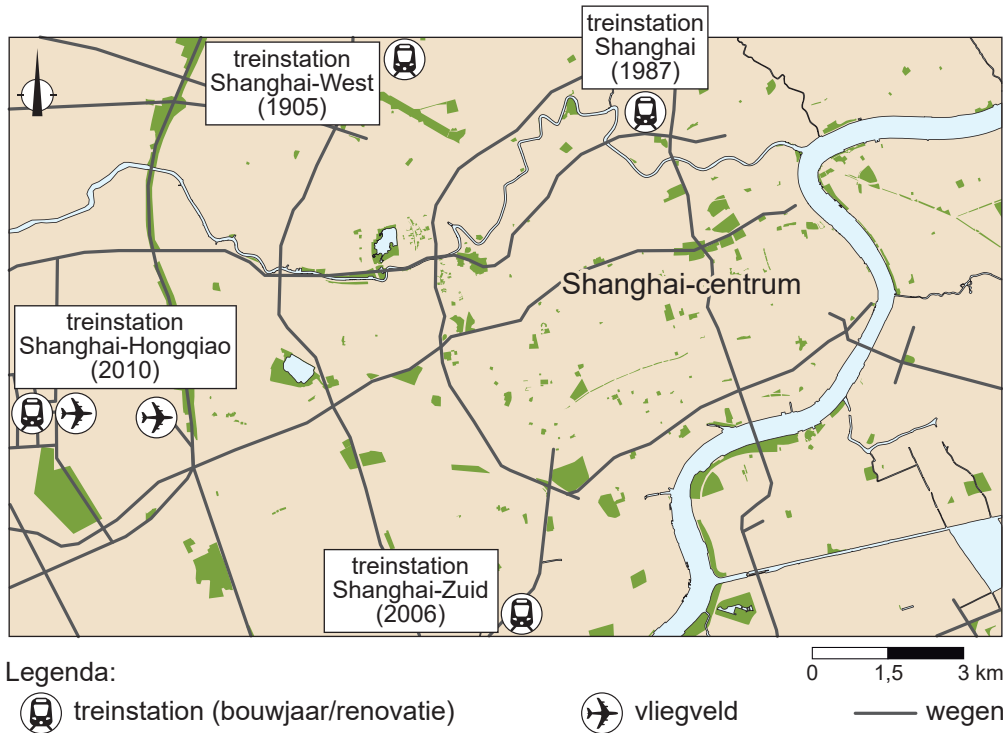 treinstation
Shanghai-West
(1905)
treinstation
Shanghai
(1987)
Shanghai-centrum
treinstation
Shanghai-Hongqiao
(2010)
treinstation
Shanghai-Zuid
(2006)
Legenda:
0 1,5 3 km
treinstation (bouwjaar/renovatie)
vliegveld
wegen